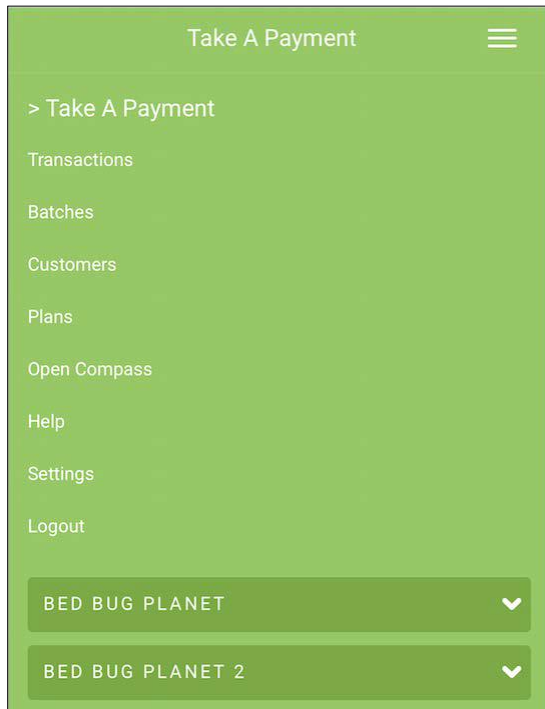 Take A Payment
> Take A Payment
Transactions
Batches
Customers
Plans
Open Compass
Help
Settings
Logout
BED BUG PLANET
BED BUG PLANET 2